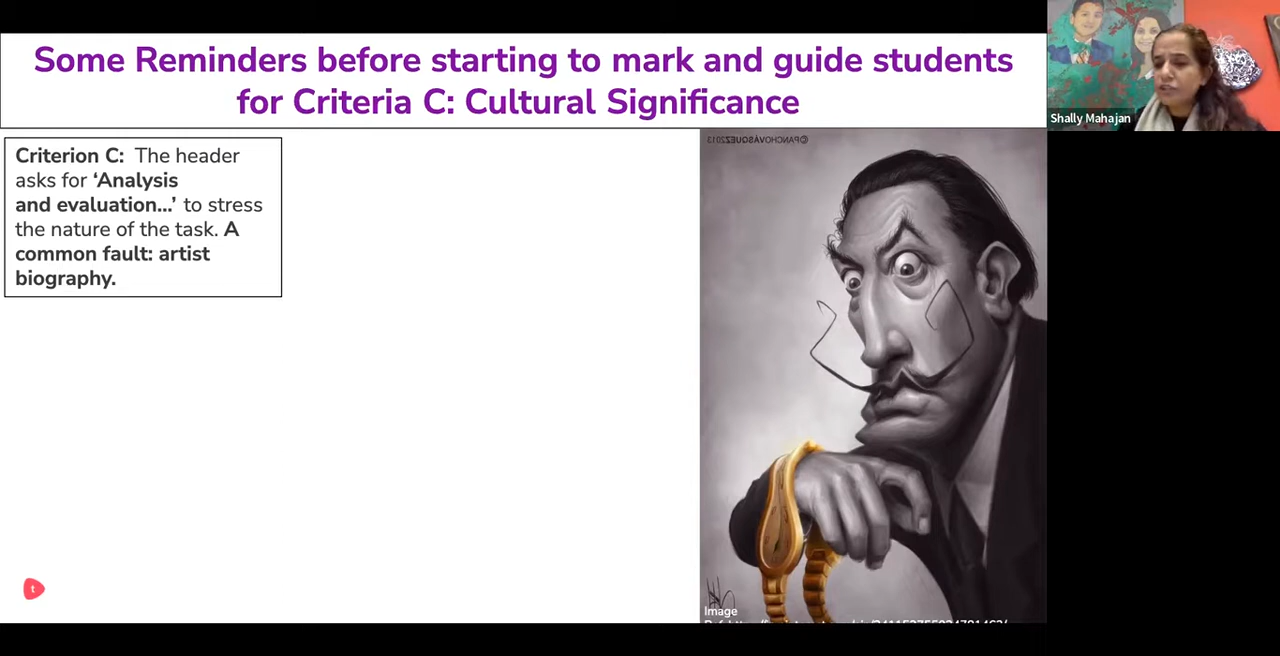 Some Reminders before starting to mark and guide students
for Criteria C: Cultural Significance
Shally Mahajan
Criterion C: The header
asks for ‘Analysis
and evaluation...’ to stress
the nature of the task. A
common fault: artist
biography.
©PANCHOVÁSQUEZ2013
t
Image